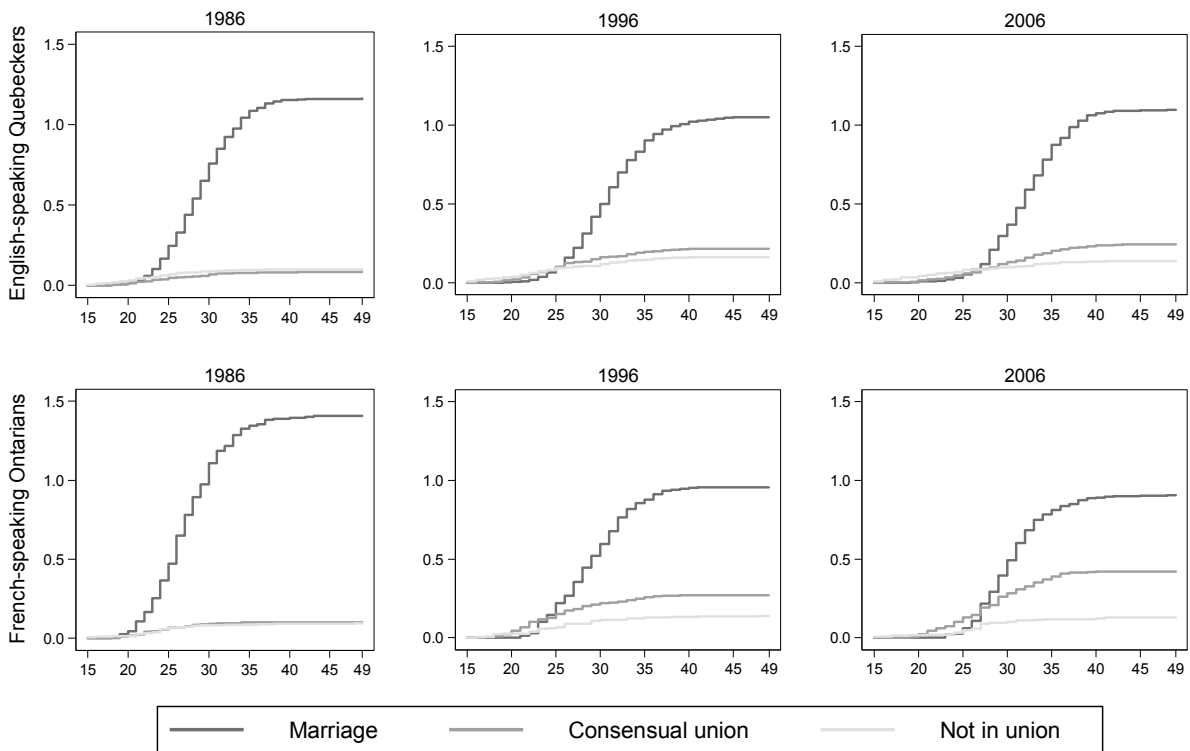 1986 1996 2006
English-speaking Quebeckers
1.5 1.5 1.5
1.0 1.0 1.0
0.5 0.5 0.5
0.0 0.0 0.0
15 20 25 30 35 40 45 49 15 20 25 30 35 40 45 49 15 20 25 30 35 40 45 49
1986 1996 2006
French-speaking Ontarians
1.5 1.5 1.5
1.0 1.0 1.0
0.5 0.5 0.5
0.0 0.0 0.0
15 20 25 30 35 40 45 49 15 20 25 30 35 40 45 49 15 20 25 30 35 40 45 49
Marriage Consensual union Not in union